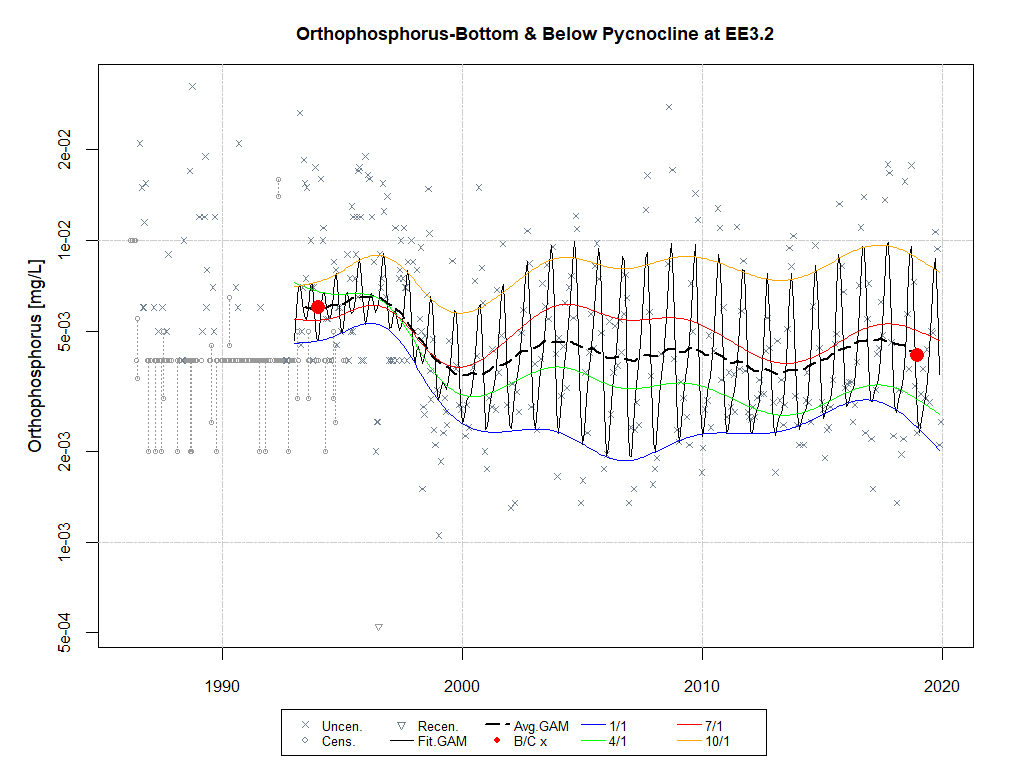 Orthophosphorus-Bottom & Below Pycnocline at EE3.2
Orthophosphorus [mg/L]
2e-02
1e-02
5e-03
2e-03
1e-03
5e-04
1990 2000 2010 2020
Uncen. Recen. Avg.GAM 1/1 7/1
Cens. Fit.GAM B/C x 4/1 10/1